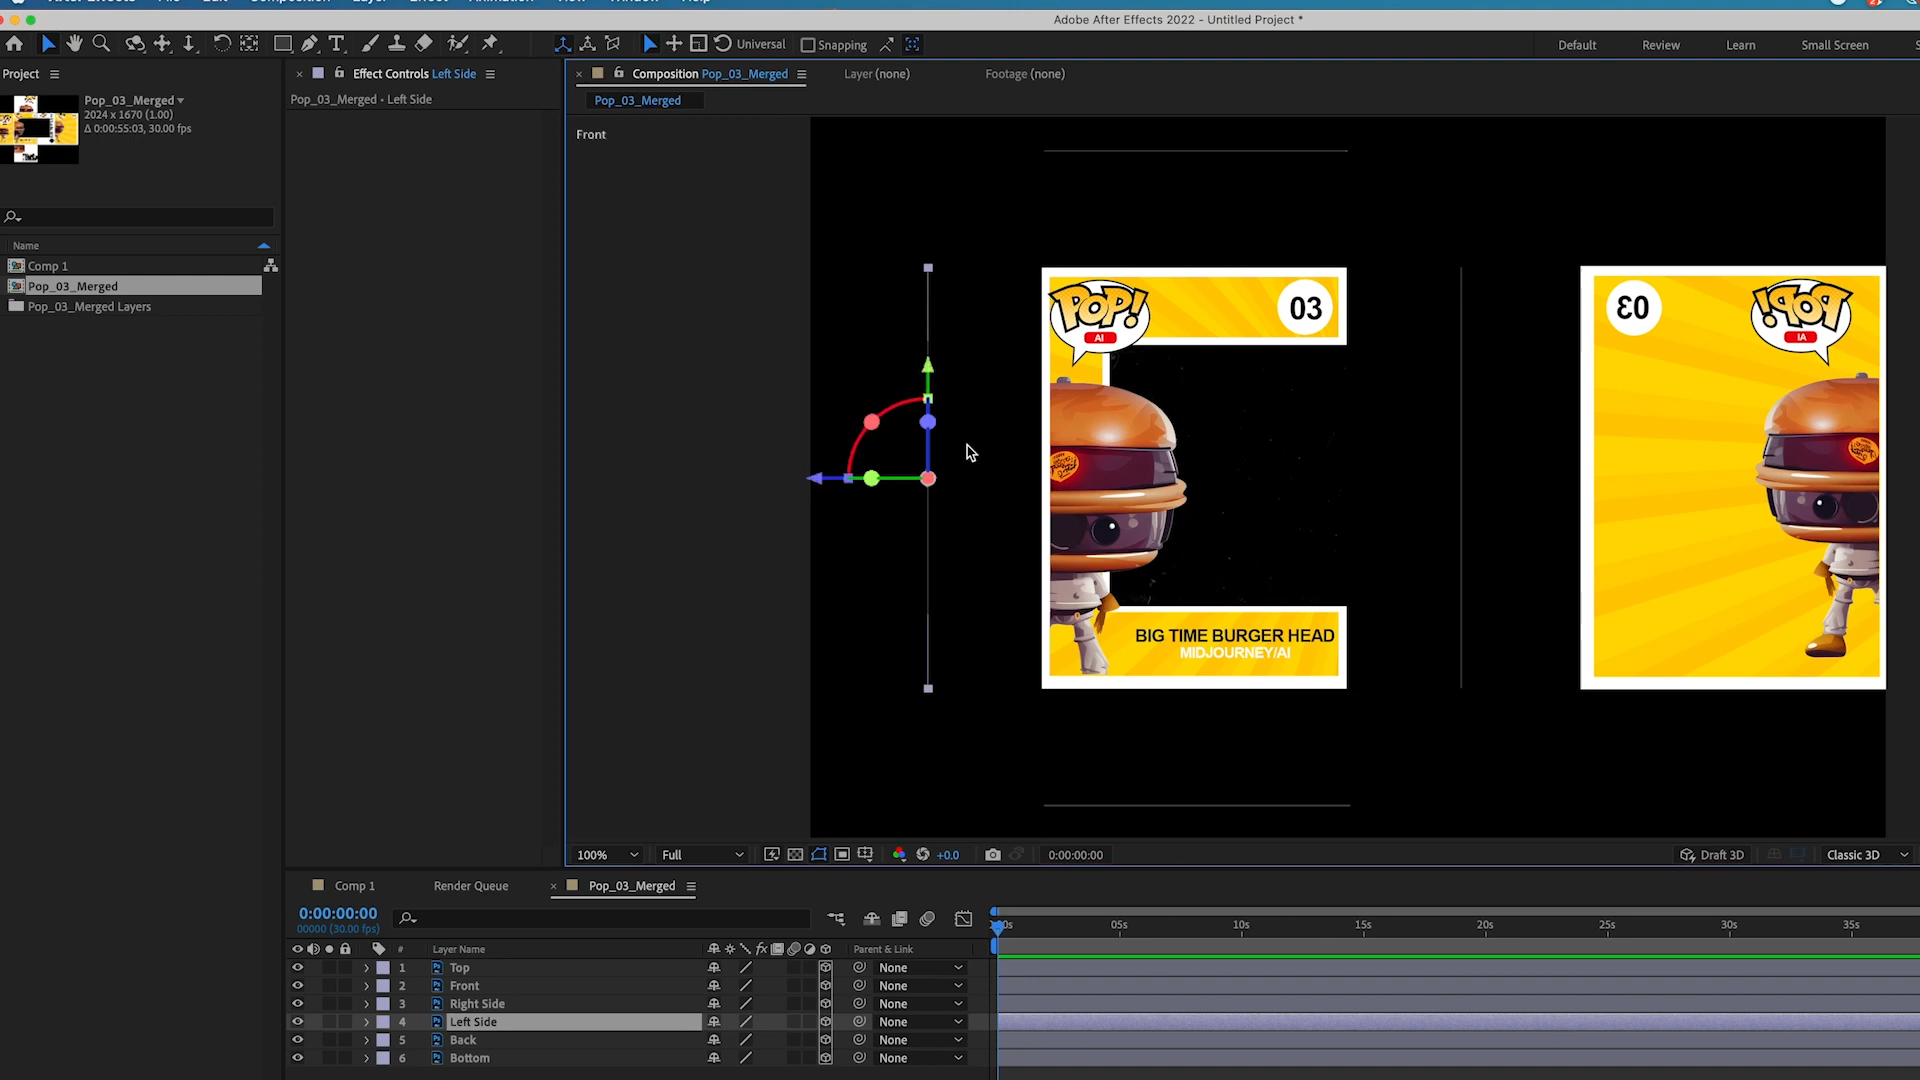 Adobe After Effects 2022 - Untitled Project *
Universal
Snapping
Default
Review
Learn
Small Screen
Project
Effect Controls Left Side
Composition Pop_03_Merged
Layer (none)
Footage (none)
Pop_03_Merged
2024 x 1670 (1.00)
Δ 0:00:55:03, 30.00 fps
Pop_03_Merged • Left Side
Pop_03_Merged
Front
Name
Comp 1
Pop_03_Merged
Pop_03_Merged Layers
POP!
AI
03
03
POP!
AI
BIG TIME BURGER HEAD
MIDJOURNEY/AI
100%
Full
+0.0
0:00:00:00
Draft 3D
Classic 3D
Comp 1
Render Queue
Pop_03_Merged
0:00:00:00
00000 (30.00 fps)
05s
10s
15s
20s
25s
30s
35s
#
Layer Name
fx
Parent & Link
1 Top None
2 Front None
3 Right Side None
4 Left Side None
5 Back None
6 Bottom None